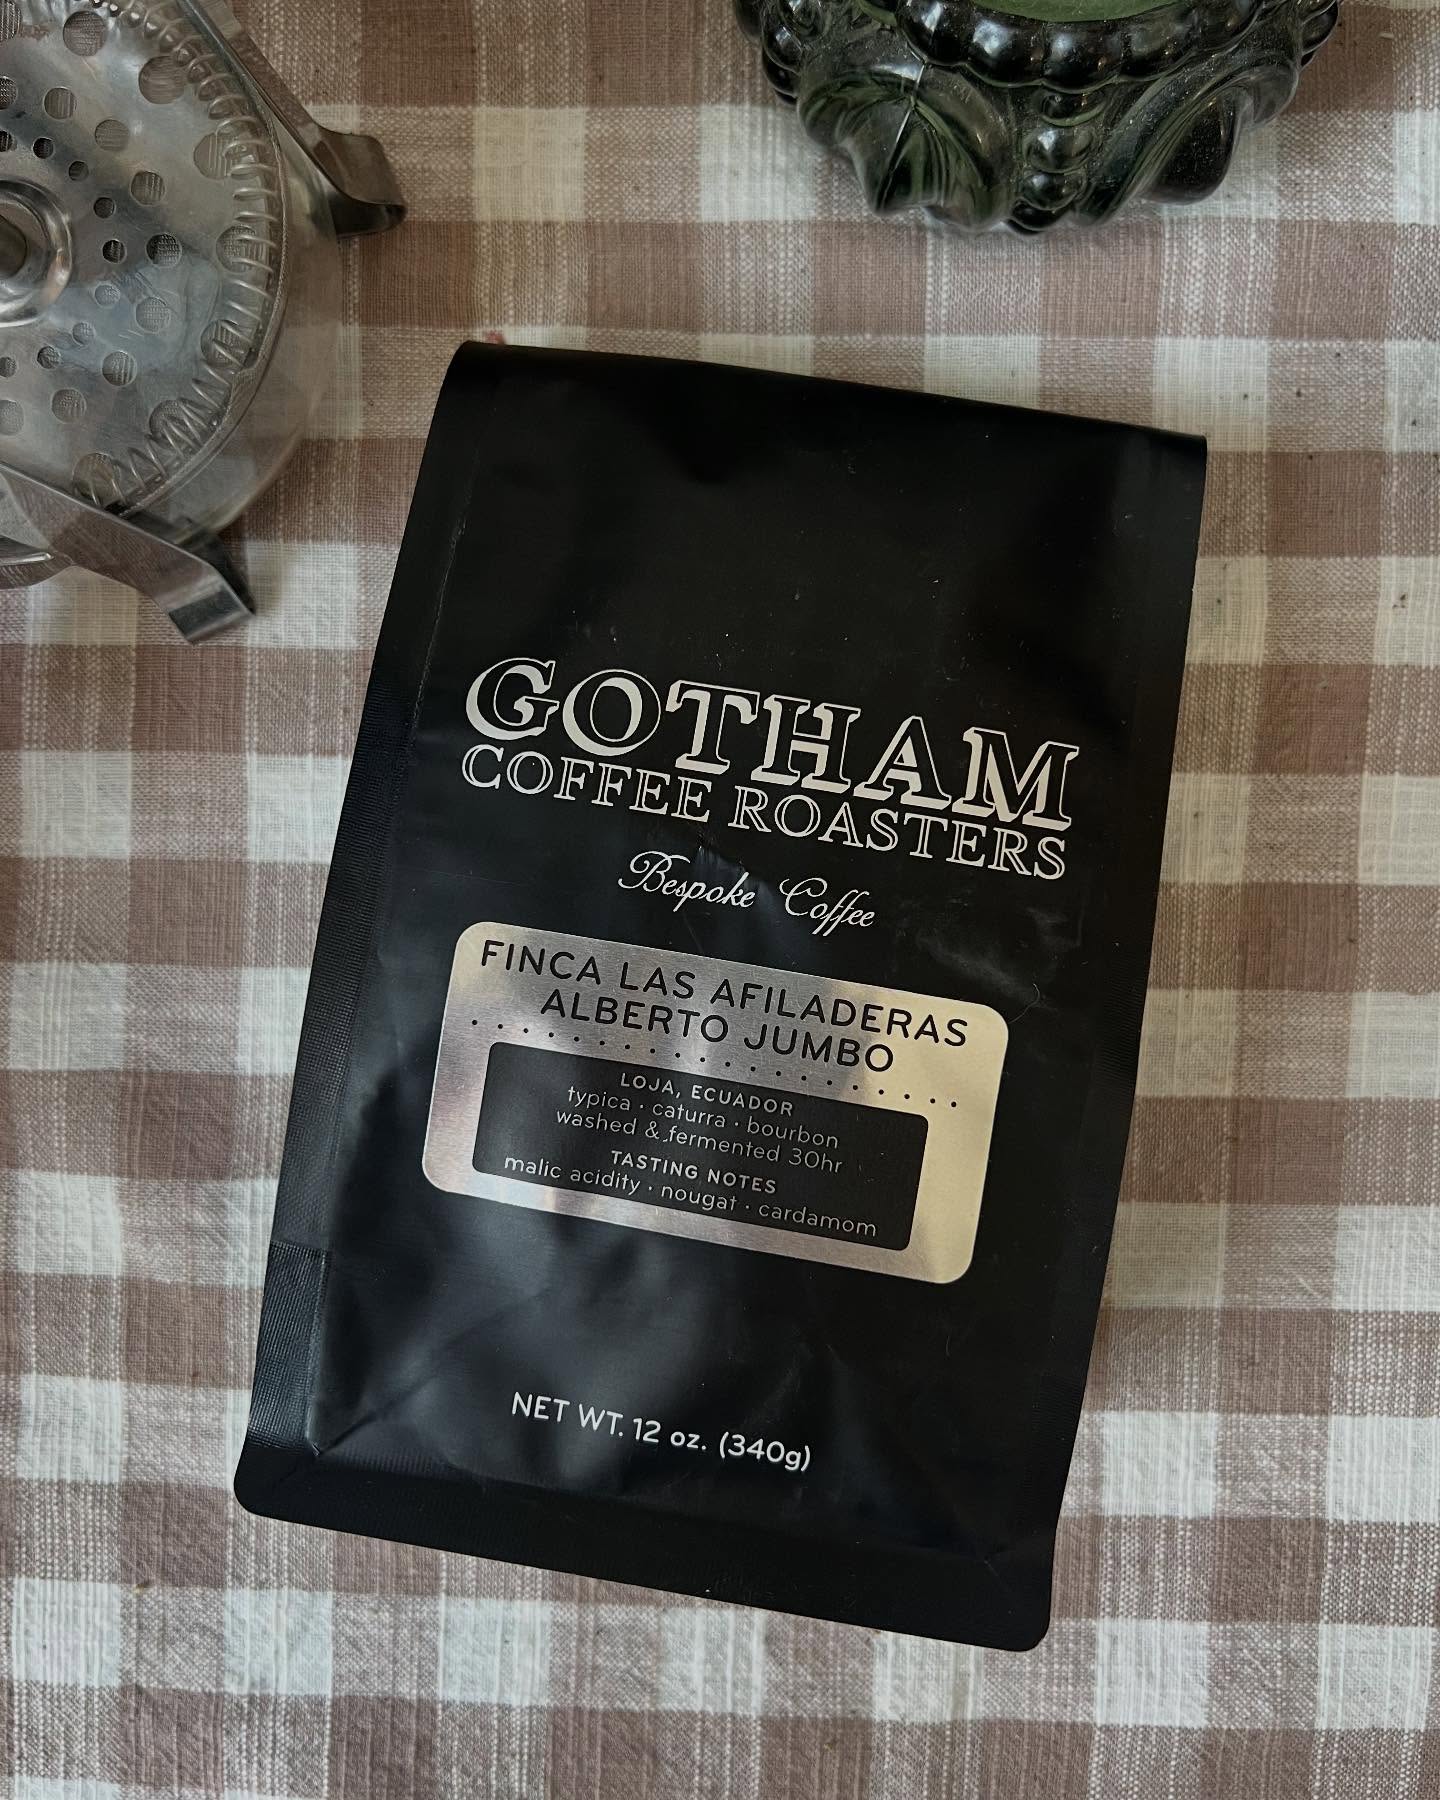 GOTHAM
COFFEE ROASTERS
Bespoke Coffee
FINCA LAS AFILADERAS
ALBERTO JUMBO
LOJA, ECUADOR
typica · caturra · bourbon
washed & fermented 30hr
TASTING NOTES
malic acidity · nougat · cardamom
NET WT. 12 oz. (340g)